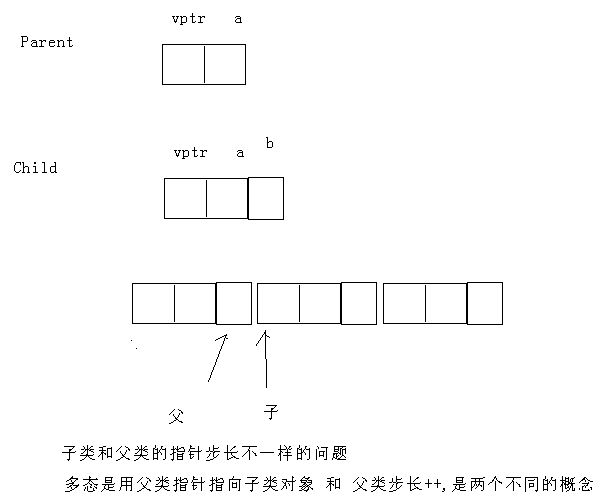 vptr a
Parent
b
vptr a
Child
父 子
子类和父类的指针步长不一样的问题
多态是用父类指针指向子类对象 和 父类步长++,是两个不同的概念